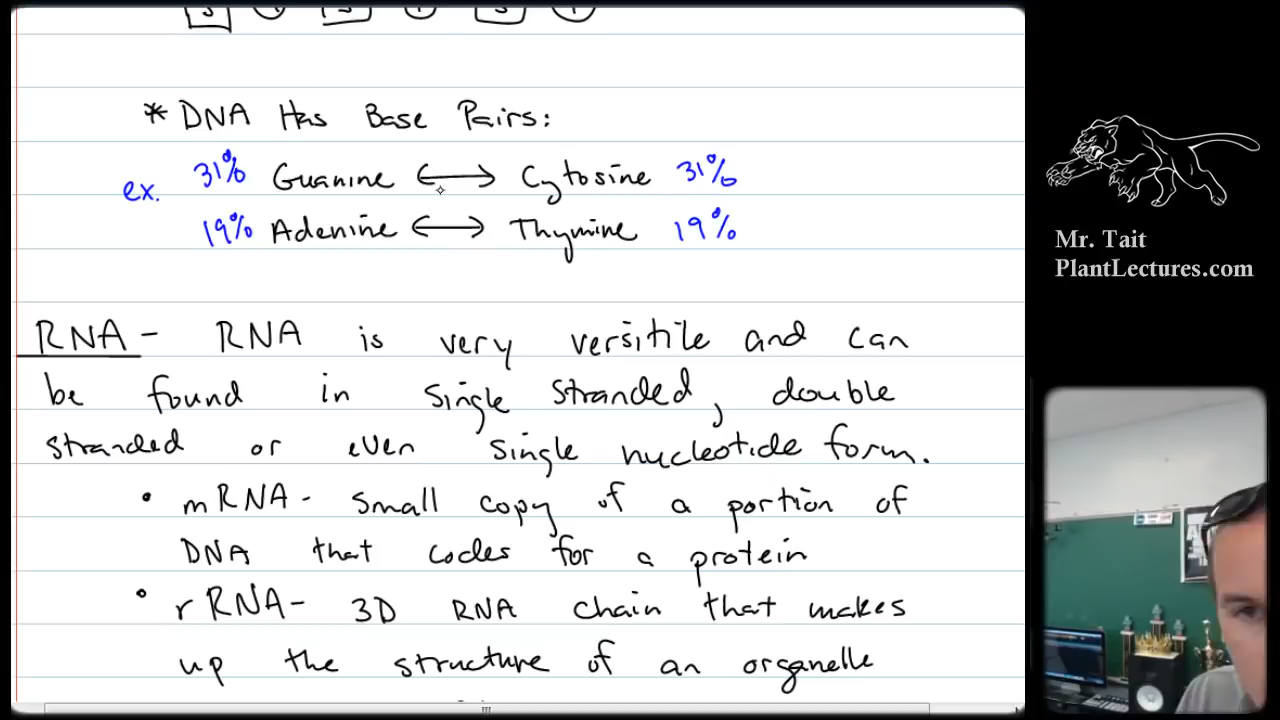 * DNA Has Base Pairs:
ex. 31% Guanine ⟷ Cytosine 31%
19% Adenine ⟷ Thymine 19%
RNA - RNA is very versitile and can
be found in single stranded, double
stranded or even single nucleotide form.
• mRNA - small copy of a portion of
DNA that codes for a protein
• rRNA - 3D RNA chain that makes
up the structure of an organelle
Mr. Tait
PlantLectures.com